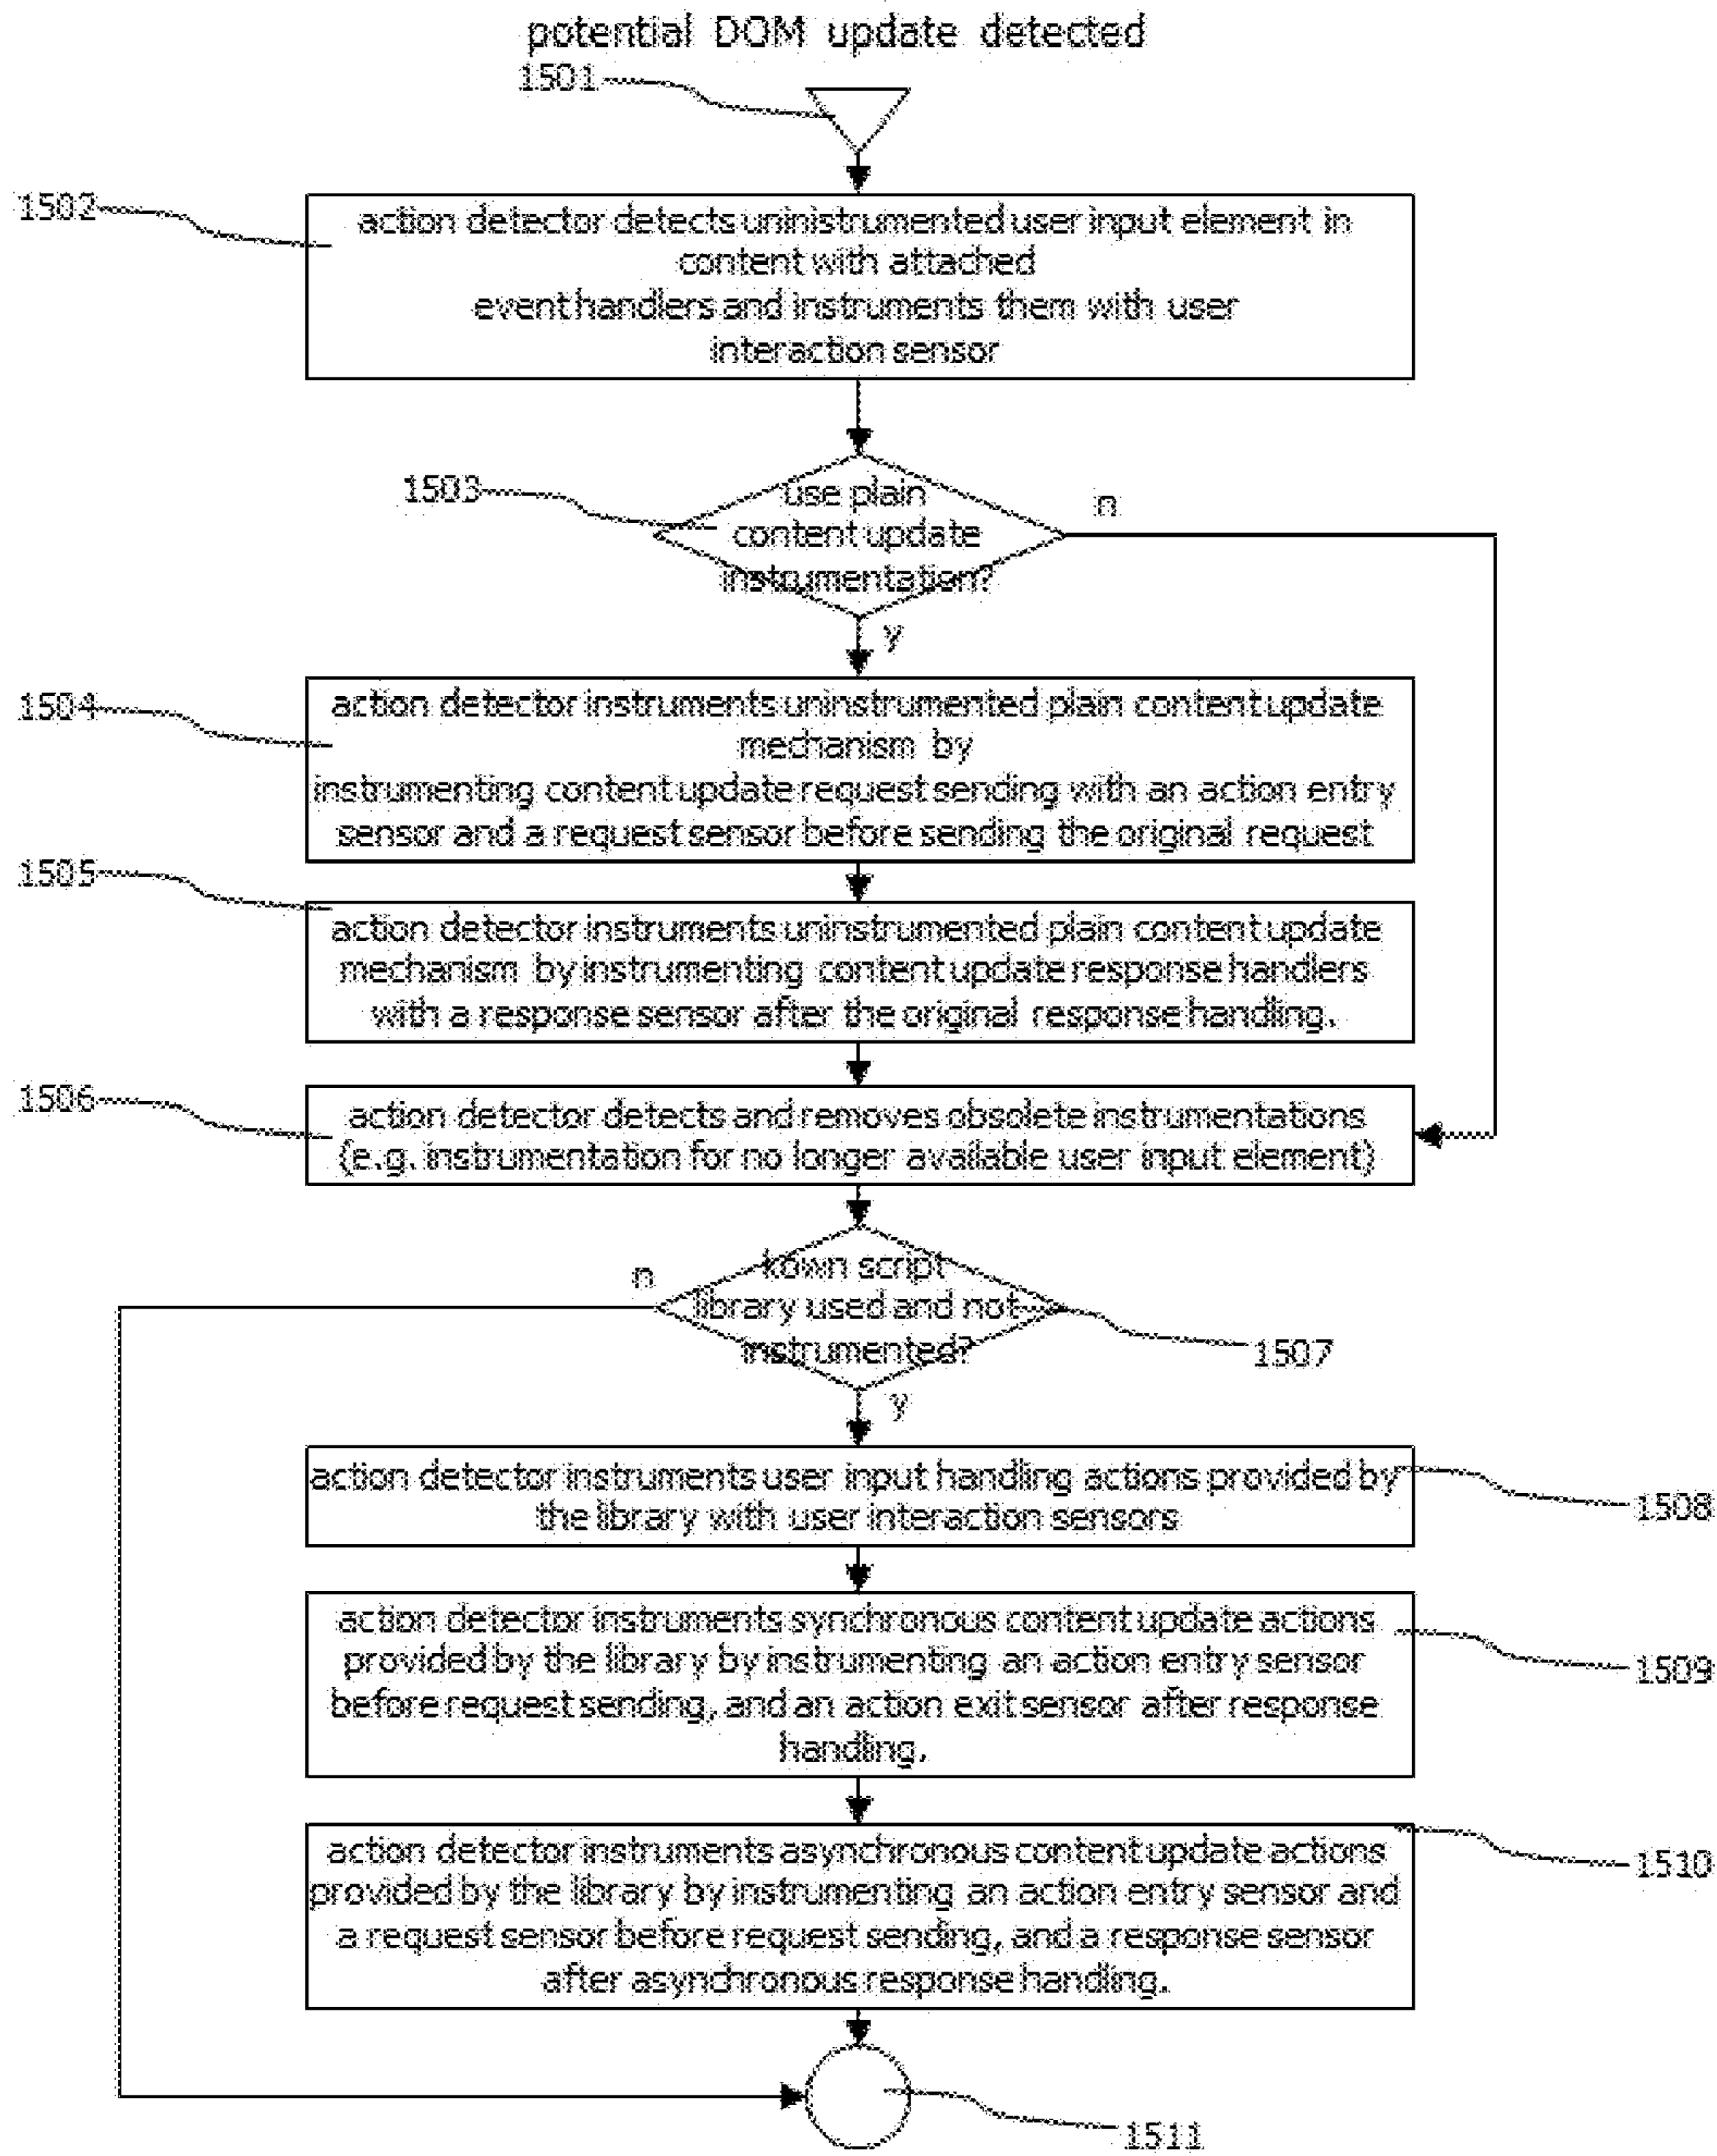 potential DOM update detected
1501
1502
action detector detects uninistrumented user input element in
content with attached
event handlers and instruments them with user
interaction sensor
1503
use plain
content update
instrumentation?
n
y
1504
action detector instruments uninstrumented plain content update
mechanism by
instrumenting content update request sending with an action entry
sensor and a request sensor before sending the original request
1505
action detector instruments uninstrumented plain content update
mechanism by instrumenting content update response handlers
with a response sensor after the original response handling.
1506
action detector detects and removes obsolete instrumentations
(e.g. instrumentation for no longer available user input element)
n
kown script
library used and not
instrumented?
1507
y
action detector instruments user input handling actions provided by
the library with user interaction sensors
1508
action detector instruments synchronous content update actions
provided by the library by instrumenting an action entry sensor
before request sending, and an action exit sensor after response
handling.
1509
action detector instruments asynchronous content update actions
provided by the library by instrumenting an action entry sensor and
a request sensor before request sending, and a response sensor
after asynchronous response handling.
1510
1511